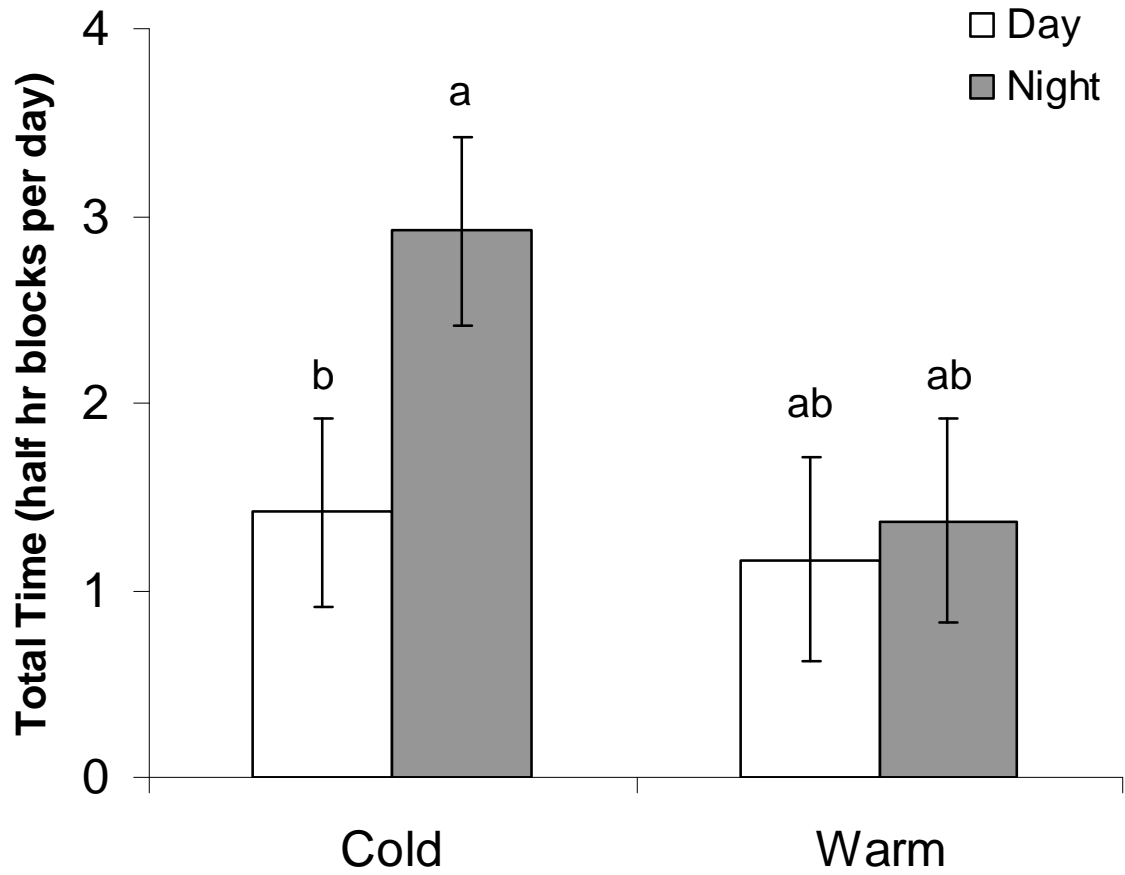 Total Time (half hr blocks per day)
4
3
2
1
0
Day
Night
b
a
ab
ab
Cold
Warm